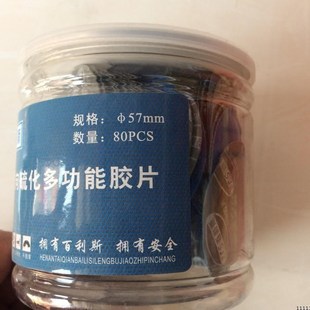 规格： φ57mm
数量： 80PCS
硫化多功能胶片
拥有百利斯 拥有安全
HENANTAIQIANBAILISILENGBUJIAOZHIPINCHANG